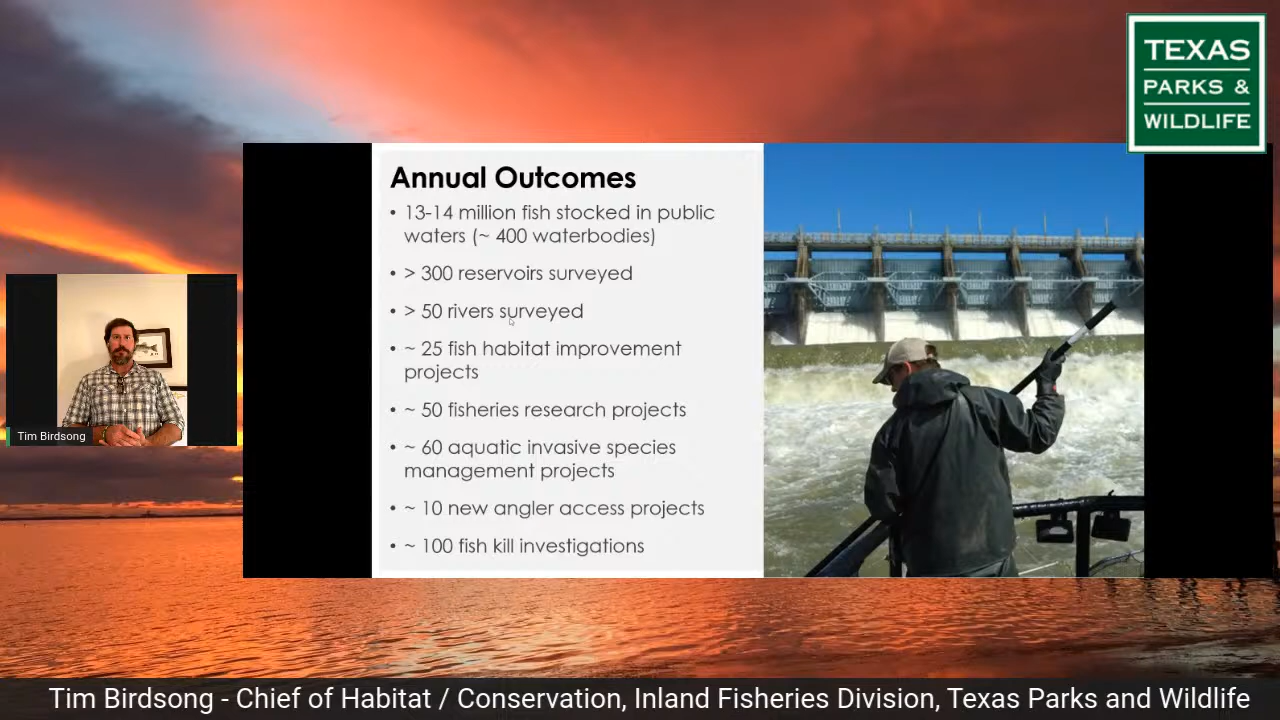 TEXAS
PARKS &
WILDLIFE
Annual Outcomes
• 13-14 million fish stocked in public
waters (~ 400 waterbodies)
• > 300 reservoirs surveyed
• > 50 rivers surveyed
• ~ 25 fish habitat improvement
projects
• ~ 50 fisheries research projects
• ~ 60 aquatic invasive species
management projects
• ~ 10 new angler access projects
• ~ 100 fish kill investigations
Tim Birdsong
Tim Birdsong - Chief of Habitat / Conservation, Inland Fisheries Division, Texas Parks and Wildlife